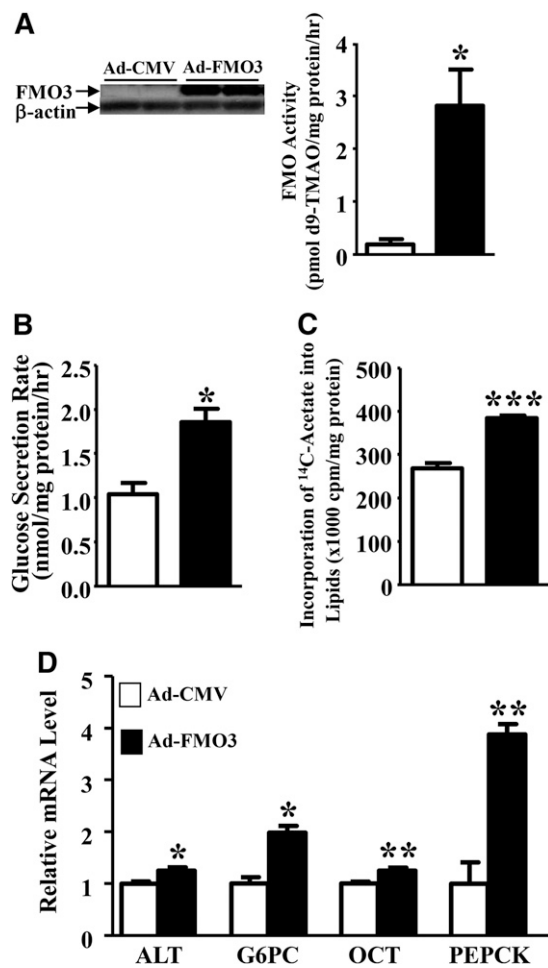 A
Ad-CMV Ad-FMO3
FMO3
β-actin
FMO Activity
(pmol d9-TMAO/mg protein/hr)
4
3
2
1
0
*
B
Glucose Secretion Rate
(nmol/mg protein/hr)
2.5
2.0
1.5
1.0
0.0
*
C
Incorporation of ¹⁴C-Acetate into
Lipids (x1000 cpm/mg protein)
500
400
300
200
100
0
***
D
Relative mRNA Level
5
4
3
2
1
0
Ad-CMV
Ad-FMO3
*
*
**
**
ALT G6PC OCT PEPCK